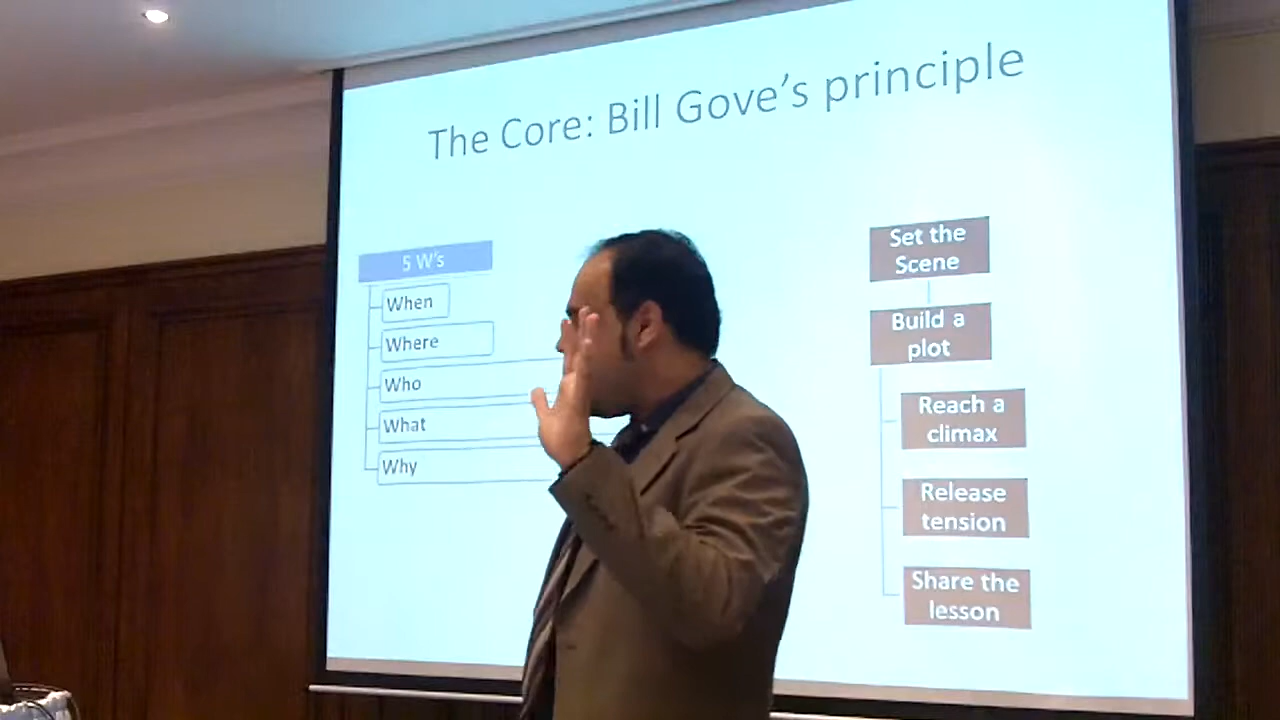 The Core: Bill Gove's principle
5 W's
When
Where
Who
What
Why
Set the
Scene
Build a
plot
Reach a
climax
Release
tension
Share the
lesson